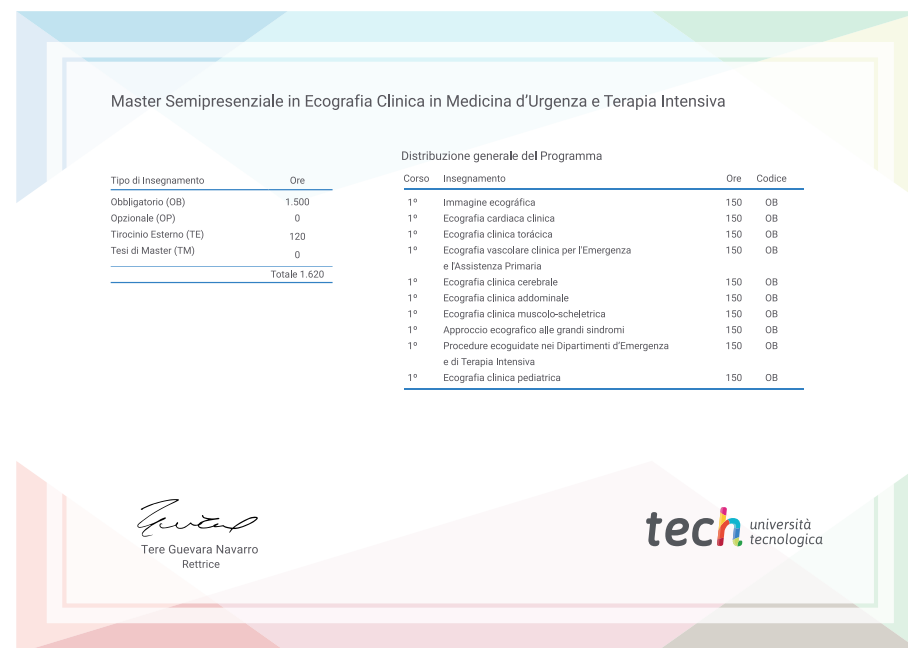 Master Semipresenziale in Ecografia Clinica in Medicina d'Urgenza e Terapia Intensiva
Tipo di Insegnamento Ore
Obbligatorio (OB) 1.500
Opzionale (OP) 0
Tirocinio Esterno (TE) 120
Tesi di Master (TM) 0
Totale 1.620
Distribuzione generale del Programma
Corso Insegnamento Ore Codice
1º Immagine ecográfica 150 OB
1º Ecografia cardiaca clinica 150 OB
1º Ecografia clinica torácica 150 OB
1º Ecografia vascolare clinica per l'Emergenza 150 OB
e l'Assistenza Primaria
1º Ecografia clinica cerebrale 150 OB
1º Ecografia clinica addominale 150 OB
1º Ecografia clinica muscolo-scheletrica 150 OB
1º Approccio ecografico alle grandi sindromi 150 OB
1º Procedure ecoguidate nei Dipartimenti d'Emergenza 150 OB
e di Terapia Intensiva
1º Ecografia clinica pediatrica 150 OB
Tere Guevara Navarro
Rettrice
tech università
tecnologica